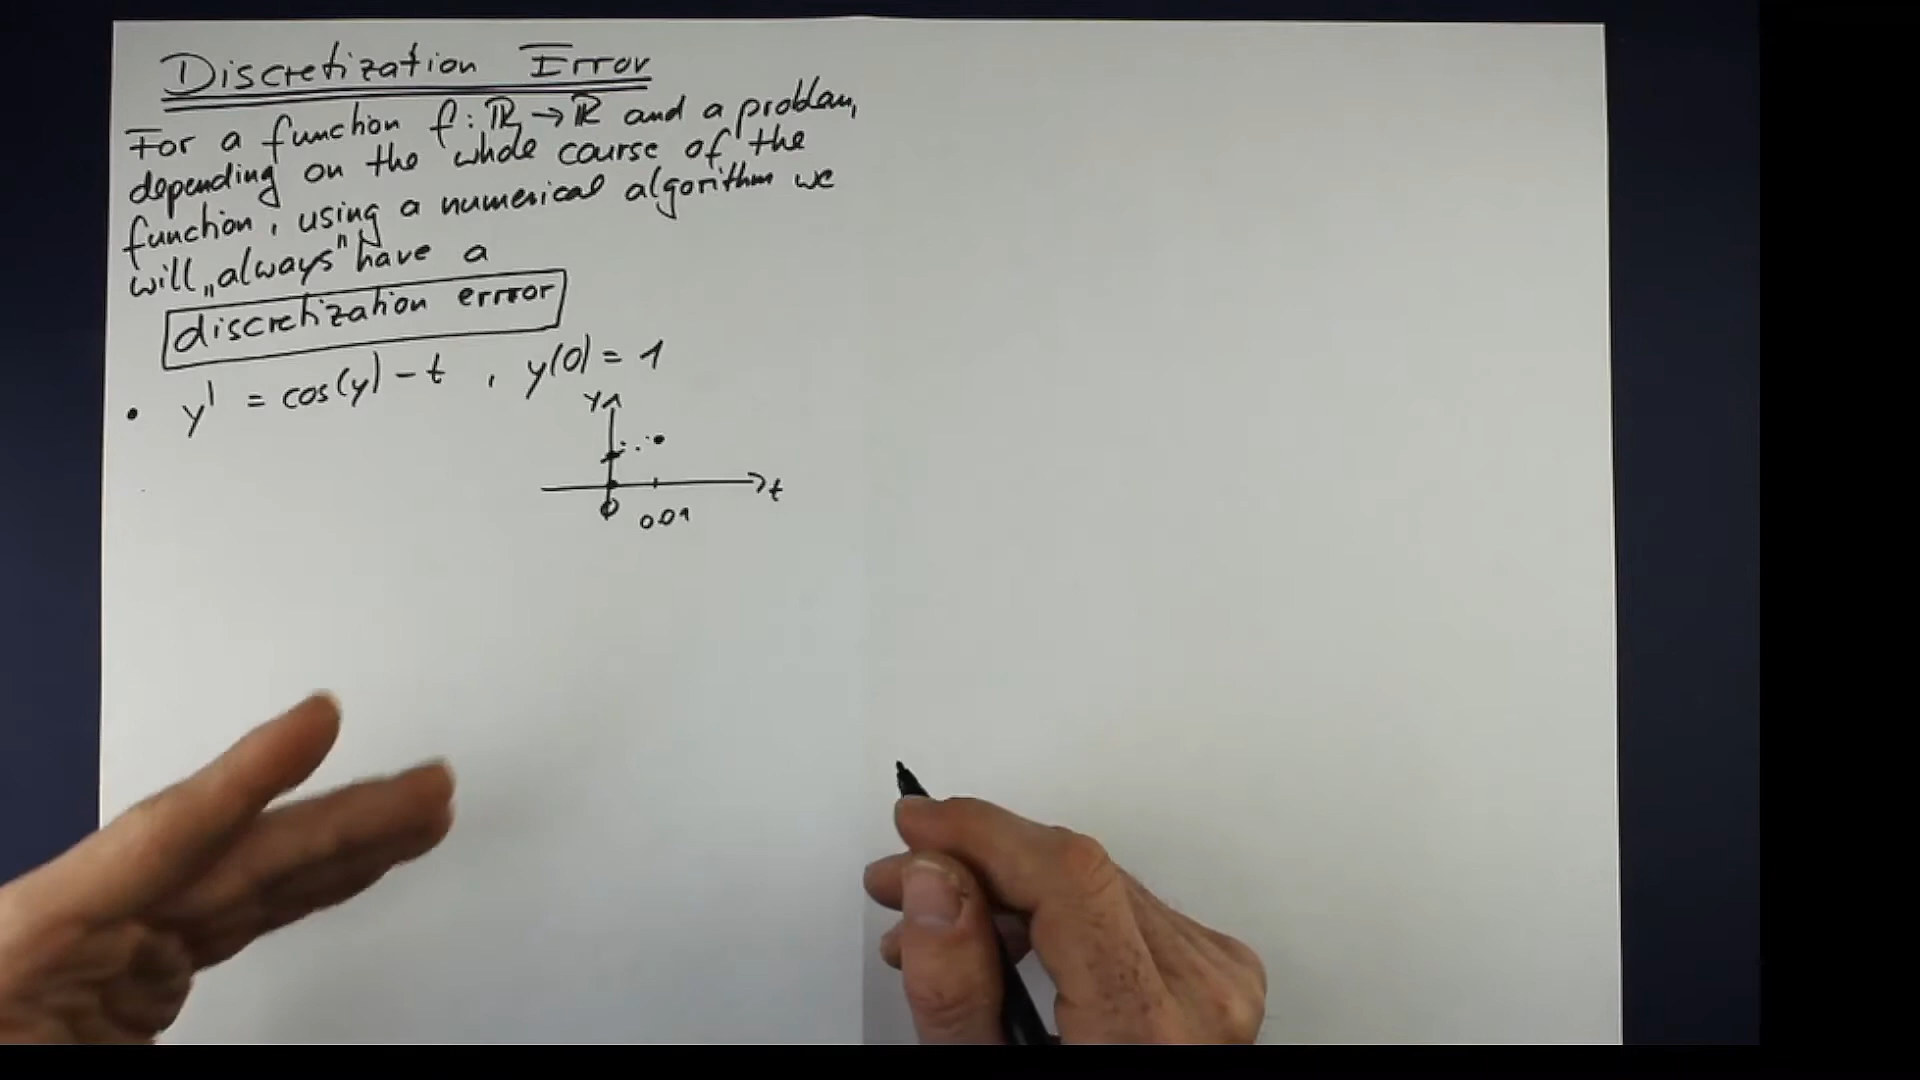 Discretization Error
For a function f: ℝ → ℝ and a problem,
depending on the whole course of the
function, using a numerical algorithm we
will „always" have a
discretization errror
• y' = cos(y) - t , y(0) = 1
y
t
0 0.01